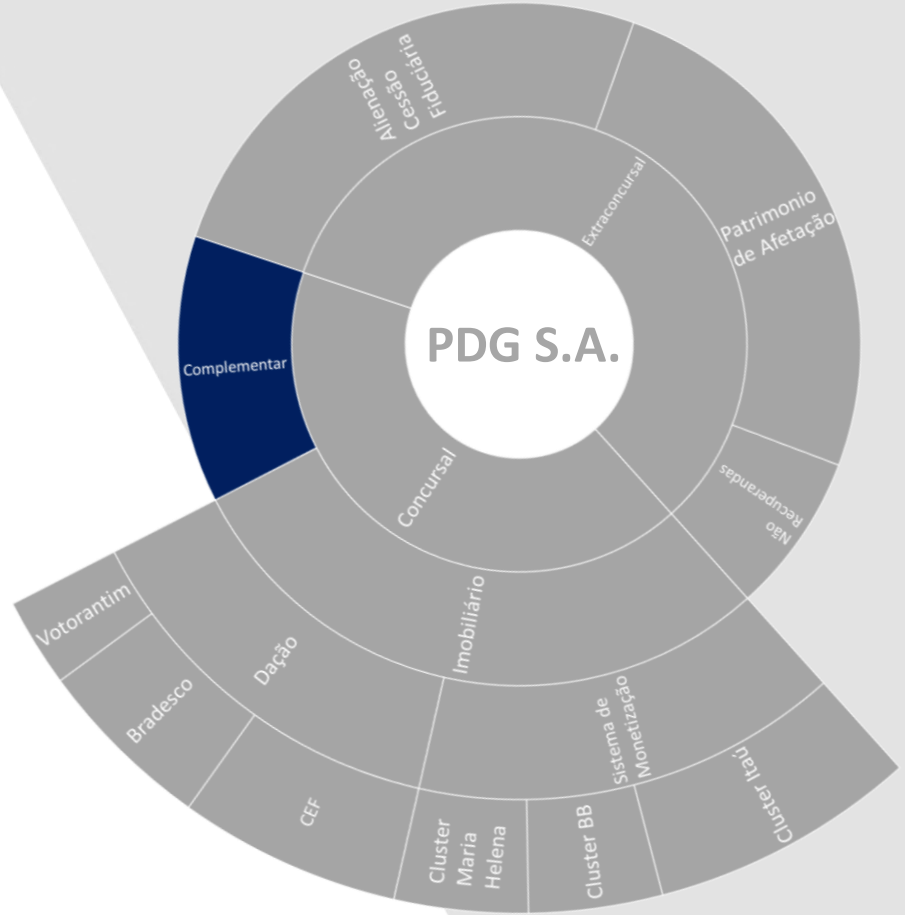 Alienação
Cessão
Fiduciária
Extraconcursal
Patrimonio
de Afetação
PDG S.A.
Complementar
Concursal
Não
Recuperandas
Imobiliário
Votorantim
Dação
Bradesco
Sistema de
Monetização
CEF
Cluster
Maria
Helena
Cluster BB
Cluster Itaú